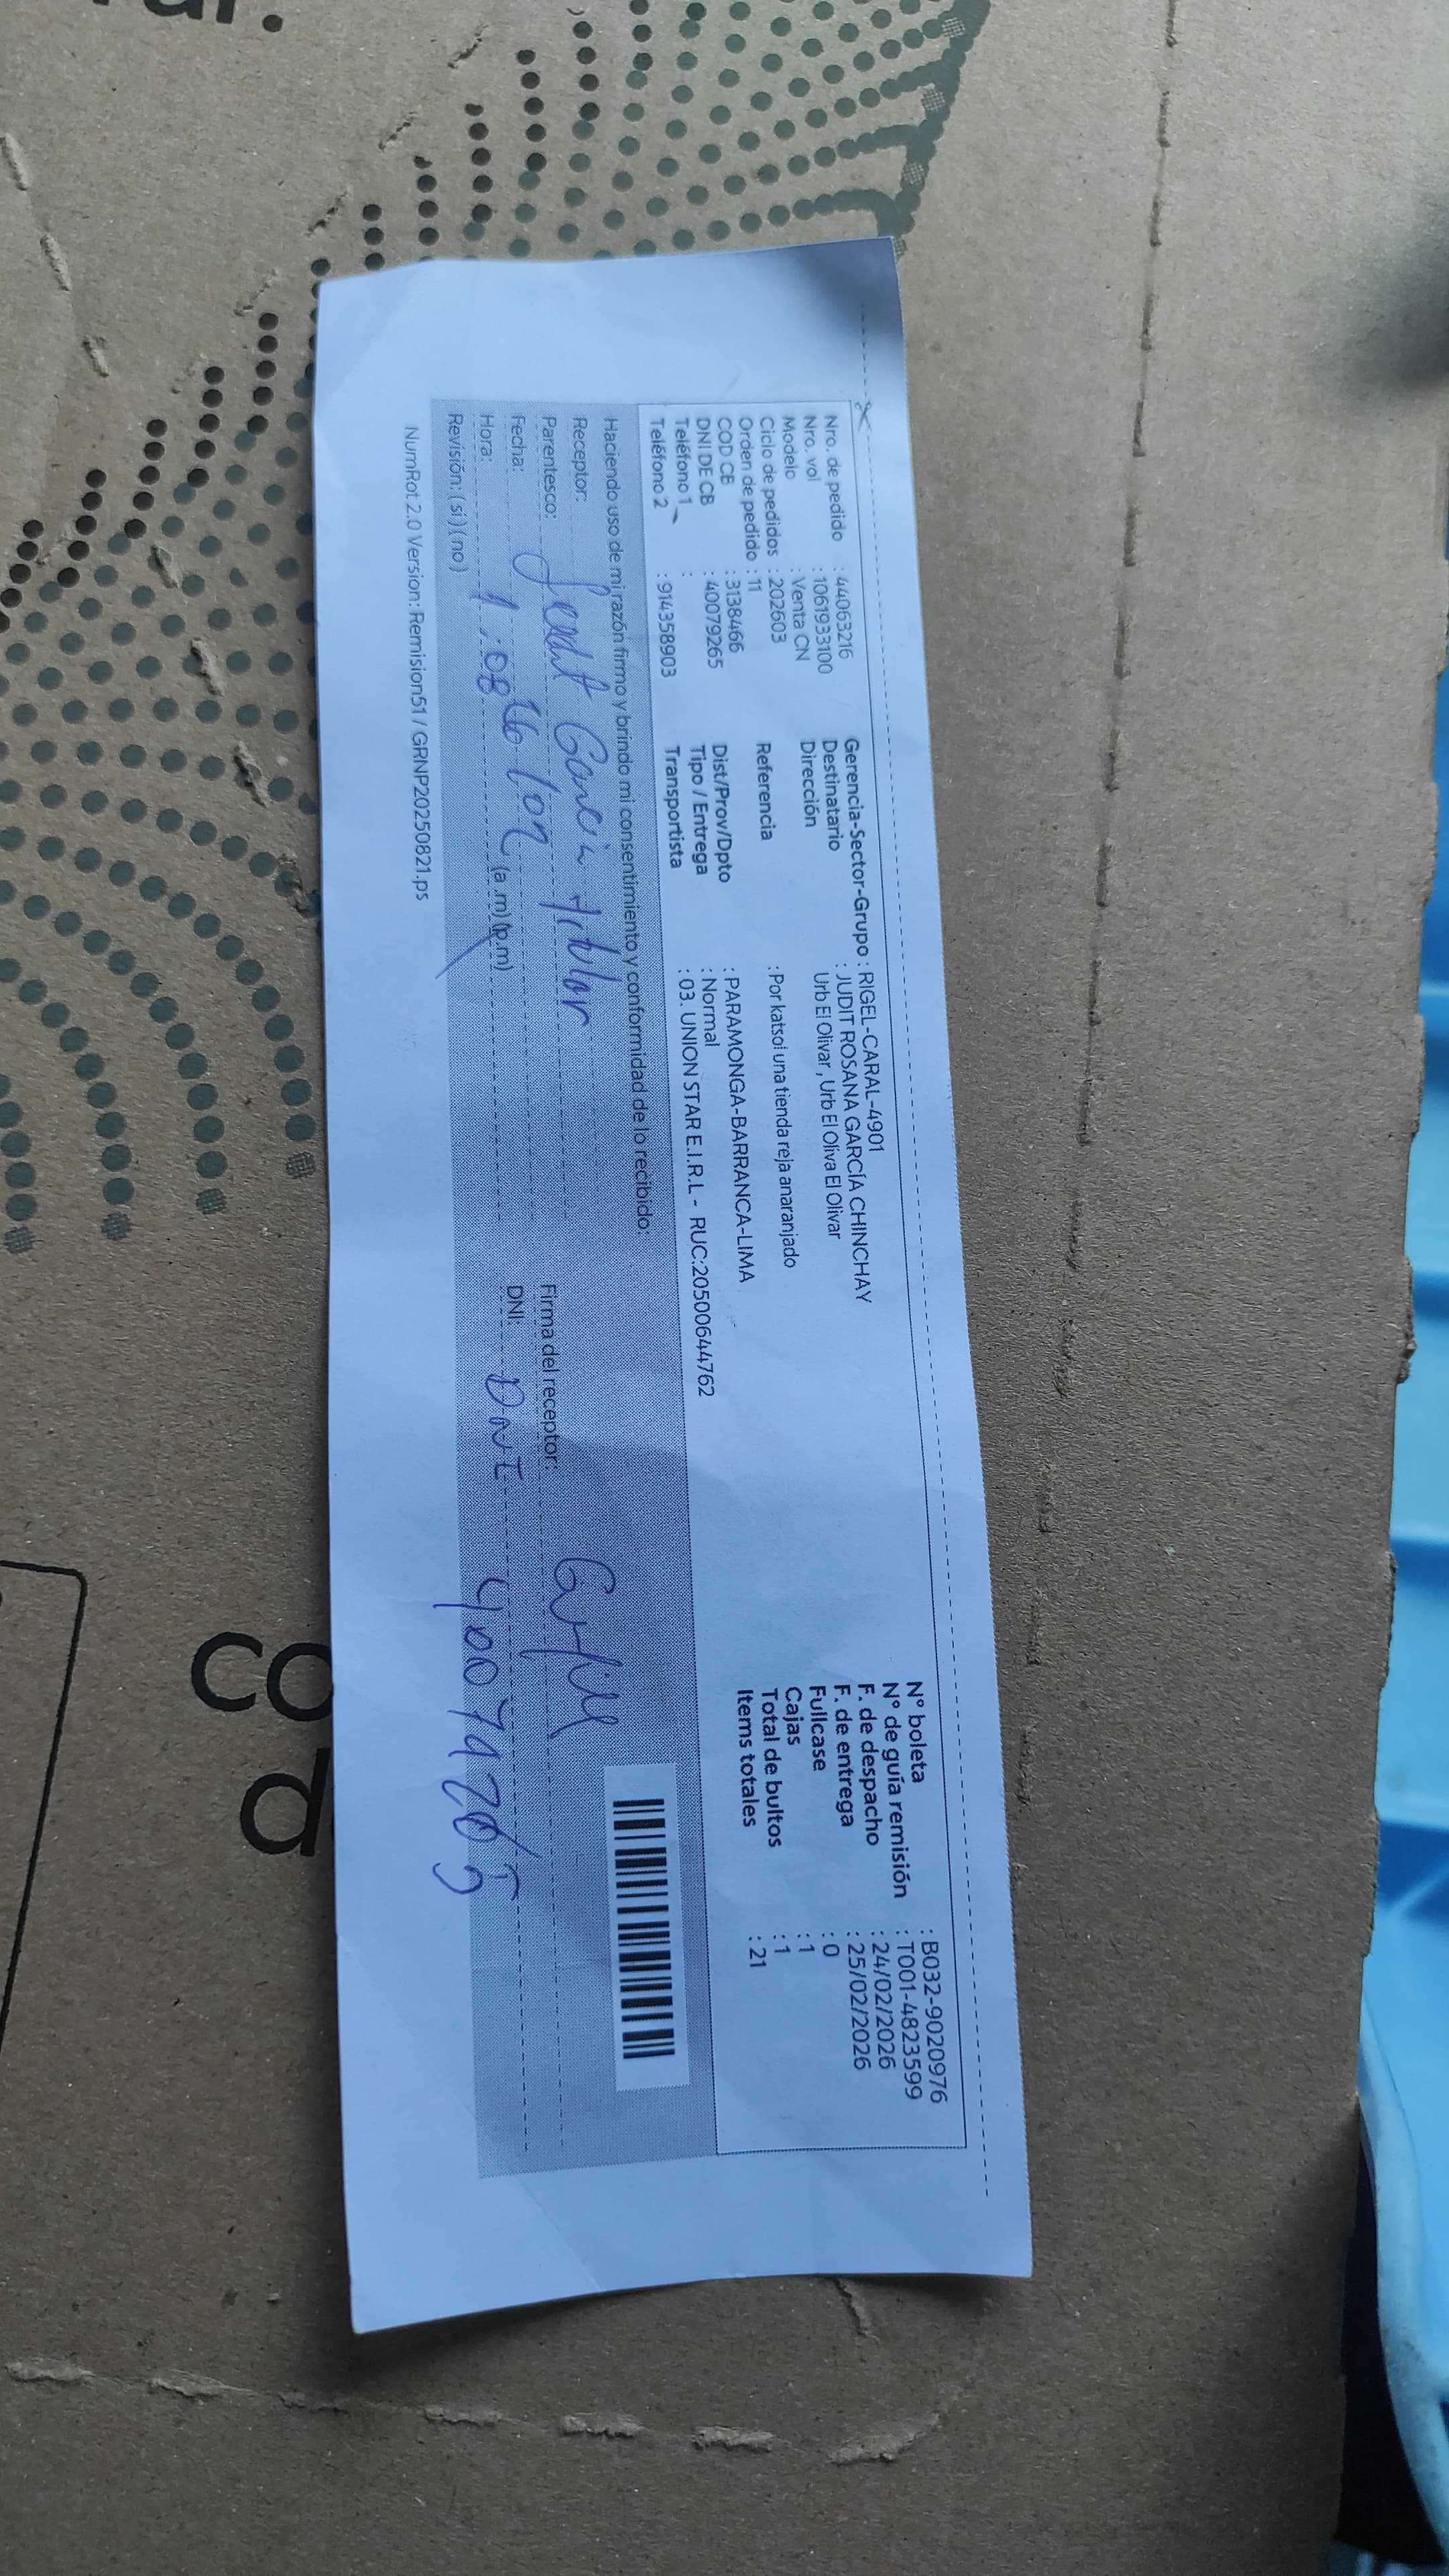 Nro. de pedido : 44063216
Nro. vol : 1061933100
Modelo : Venta CN
Ciclo de pedidos : 202603
Orden de pedido : 11
COD CB : 3138466
DNI DE CB : 40079265
Teléfono 1 :
Teléfono 2 : 914358903
Gerencia-Sector-Grupo : RIGEL-CARAL-4901
Destinatario : JUDIT ROSANA GARCÍA CHINCHAY
Dirección Urb El Olivar , Urb El Oliva El Olivar
Referencia : Por katsoi una tienda reja anaranjado
Dist/Prov/Dpto : PARAMONGA-BARRANCA-LIMA
Tipo / Entrega : Normal
Transportista : 03. UNION STAR E.I.R.L - RUC:20500644762
N° boleta : B032-9020976
N° de guía remisión : T001-4823599
F. de despacho : 24/02/2026
F. de entrega : 25/02/2026
Fullcase : 0
Cajas : 1
Total de bultos : 1
Items totales : 21
Haciendo uso de mi razón firmo y brindo mi consentimiento y conformidad de lo recibido:
Receptor:
Parentesco:
Fecha:
Hora: (a.m)(p.m)
Revisión: (si)(no)
Firma del receptor:
DNI: DNI 40079265
NumRot 2.0 Version: Remision51 / GRNP20250821.ps
co
d